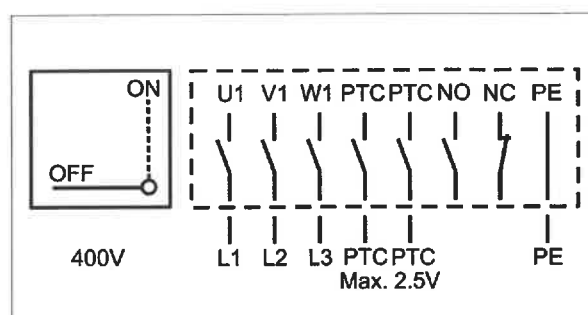 ON
OFF
400V
U1 V1 W1 PTC PTC NO NC PE
L1 L2 L3 PTC PTC PE
Max. 2.5V